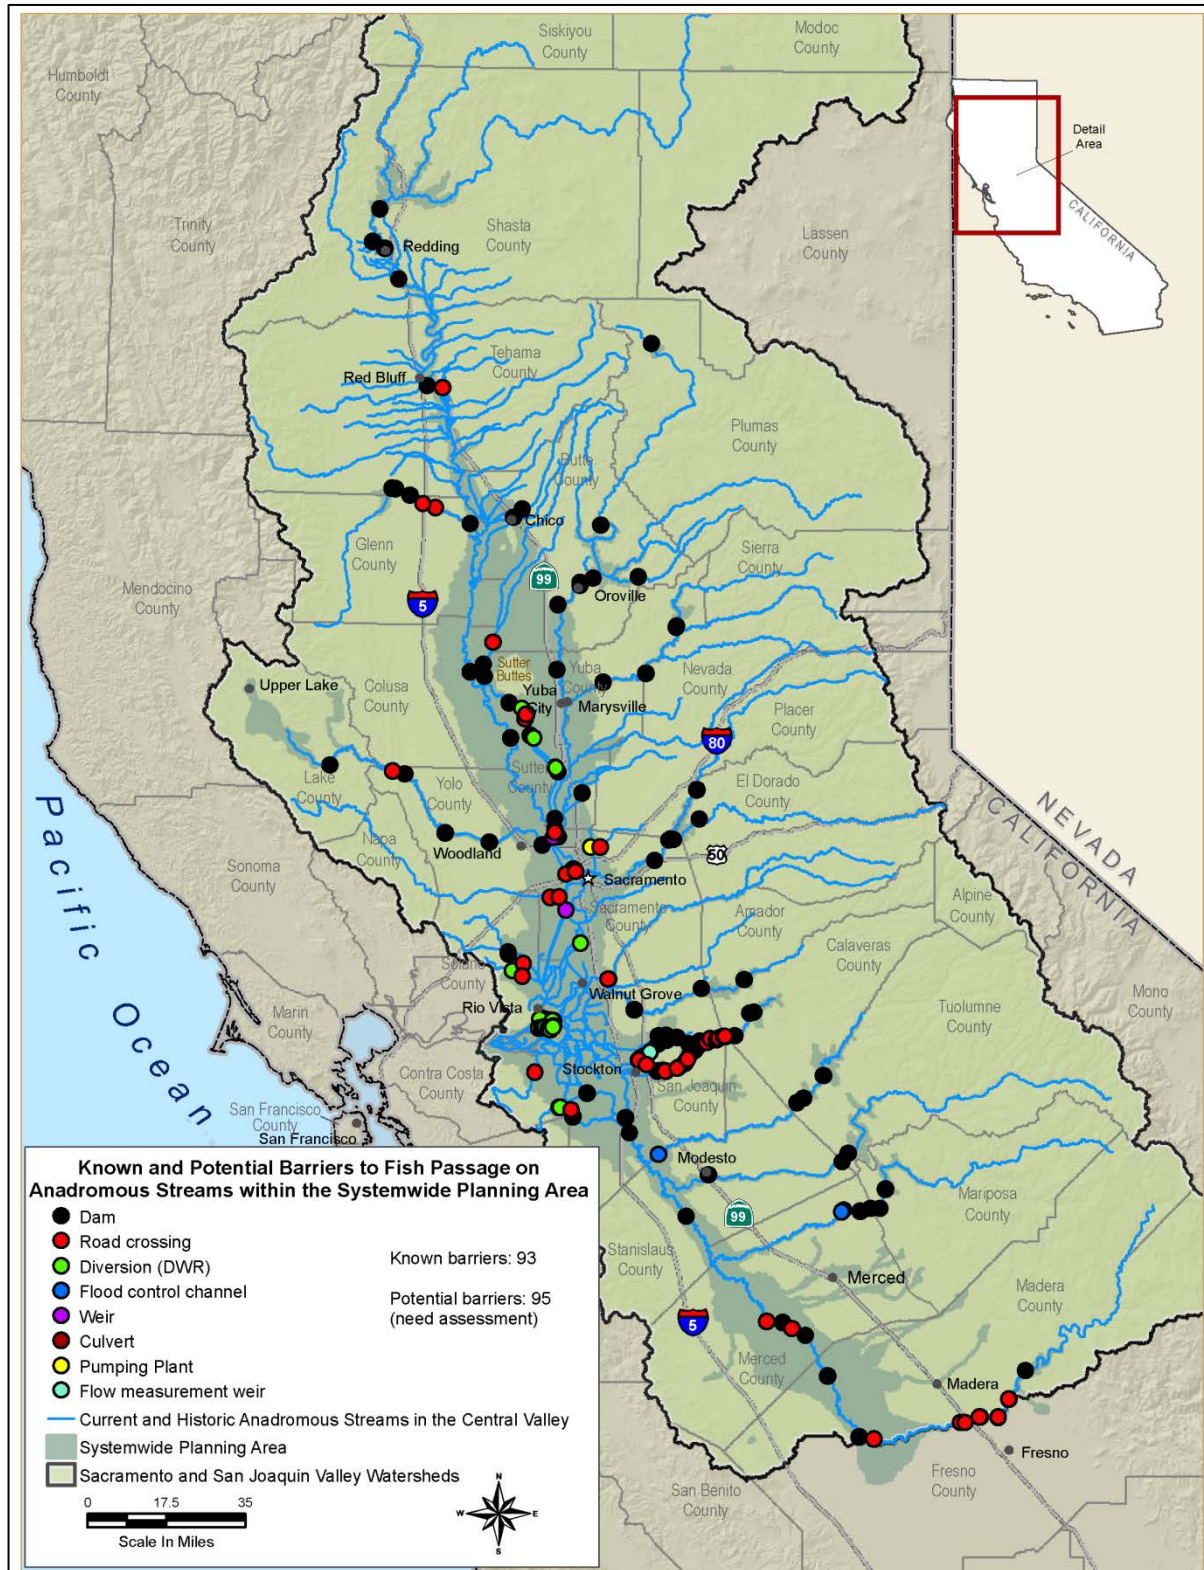 Siskiyou
County
Modoc
County
Humboldt
County
Detail
Area
CALIFORNIA
Trinity
County
Shasta
County
Lassen
County
Redding
Tehama
County
Red Bluff
Plumas
County
Butte
County
Chico
Glenn
County
Sierra
County
Mendocino
County
99
Oroville
5
Sutter
Buttes
Yuba
County
Nevada
County
Upper Lake
Colusa
County
Yuba
City
Marysville
Placer
County
80
Sutter
County
Lake
County
Yolo
County
El Dorado
County
NEVADA
CALIFORNIA
Napa
County
Woodland
50
Sonoma
County
Sacramento
Sacramento
County
Amador
County
Alpine
County
Pacific Ocean
Calaveras
County
Solano
County
Walnut Grove
Rio Vista
Tuolumne
County
Mono
County
Marin
County
Contra Costa
County
Stockton
San Joaquin
County
San Francisco
County
San Francisco
Modesto
Mariposa
County
99
Stanislaus
County
Merced
Madera
County
5
Merced
County
Madera
Fresno
Fresno
County
San Benito
County
Known and Potential Barriers to Fish Passage on
Anadromous Streams within the Systemwide Planning Area
Dam
Road crossing
Diversion (DWR)
Flood control channel
Weir
Culvert
Pumping Plant
Flow measurement weir
Known barriers: 93
Potential barriers: 95
(need assessment)
Current and Historic Anadromous Streams in the Central Valley
Systemwide Planning Area
Sacramento and San Joaquin Valley Watersheds
0 17.5 35
Scale In Miles
N
W E
S